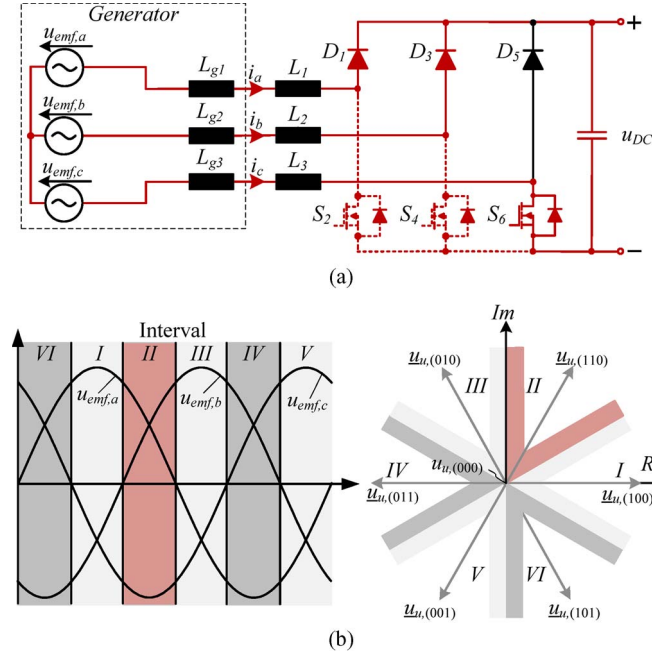 Generator
u_emf,a
L_g1 i_a L_1
D_1 D_3 D_5
+
u_emf,b
L_g2 i_b L_2
u_DC
u_emf,c
L_g3 i_c L_3
S_2 S_4 S_6
−
(a)
Interval
VI I II III IV V
u_emf,a u_emf,b u_emf,c
Im
u_u,(010) III II u_u,(110)
IV u_u,(000) I R
u_u,(011) u_u,(100)
V VI
u_u,(001) u_u,(101)
(b)